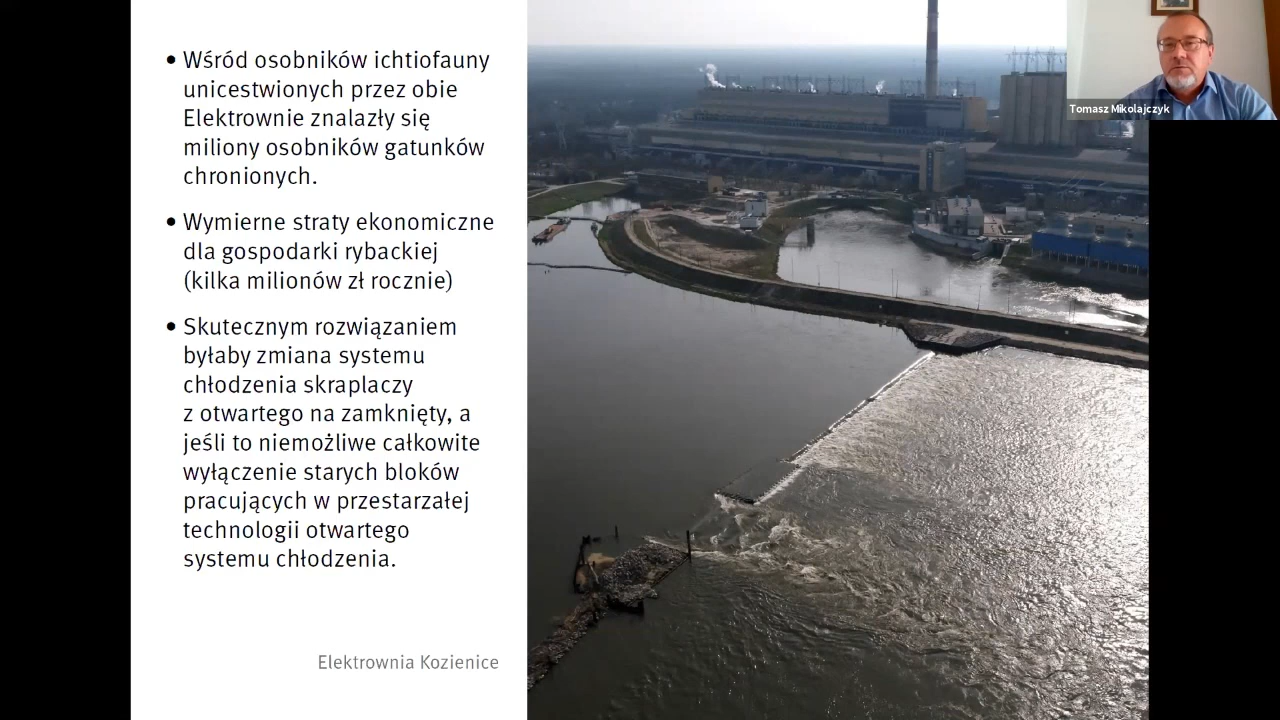 • Wśród osobników ichtiofauny
unicestwionych przez obie
Elektrownie znalazły się
miliony osobników gatunków
chronionych.
• Wymierne straty ekonomiczne
dla gospodarki rybackiej
(kilka milionów zł rocznie)
• Skutecznym rozwiązaniem
byłaby zmiana systemu
chłodzenia skraplaczy
z otwartego na zamknięty, a
jeśli to niemożliwe całkowite
wyłączenie starych bloków
pracujących w przestarzałej
technologii otwartego
systemu chłodzenia.
Elektrownia Kozienice
Tomasz Mikolajczyk